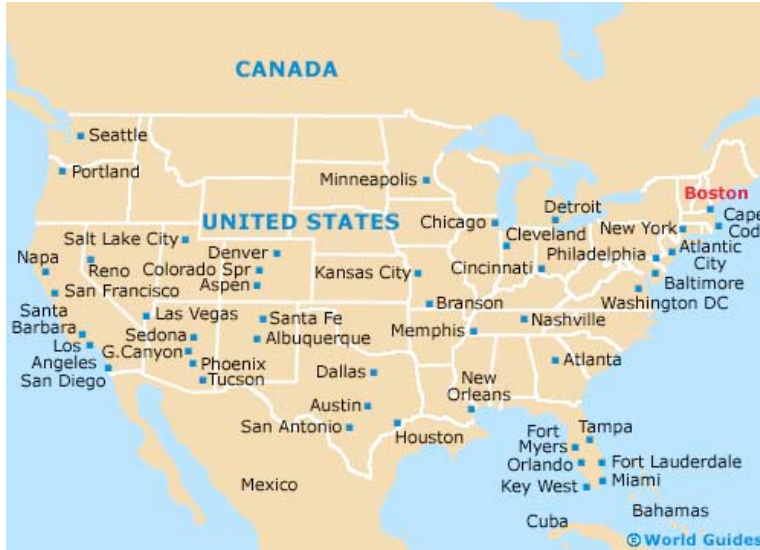 CANADA
Seattle
Portland
Minneapolis
Boston
UNITED STATES
Chicago
Detroit
Cape
Cod
New York
Salt Lake City
Cleveland
Denver
Philadelphia
Atlantic
City
Napa
Reno
Colorado Spr
Kansas City
Cincinnati
Aspen
Baltimore
San Francisco
Washington DC
Branson
Santa
Barbara
Las Vegas
Santa Fe
Nashville
Sedona
Albuquerque
Memphis
Los
Angeles
G.Canyon
Phoenix
Atlanta
San Diego
Tucson
Dallas
New
Orleans
Austin
San Antonio
Houston
Fort
Myers
Tampa
Orlando
Fort Lauderdale
Key West
Miami
Mexico
Bahamas
Cuba
©World Guides